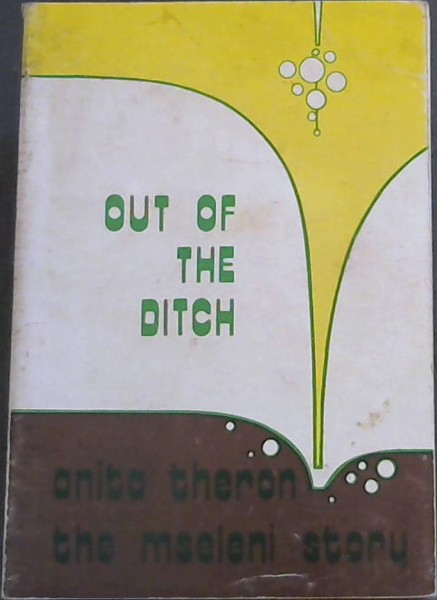 OUT OF
THE
DITCH
anita theron
the mseleni story